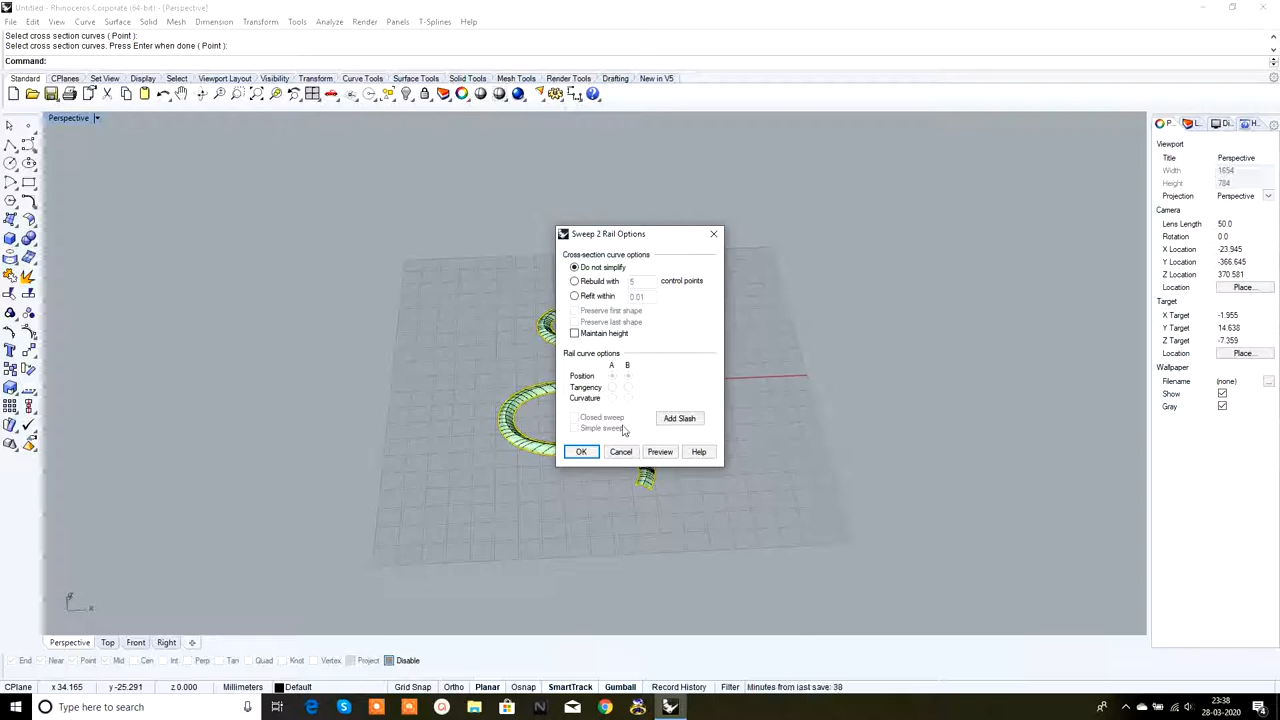 Untitled - Rhinoceros Corporate (64-bit) - [Perspective]
File Edit View Curve Surface Solid Mesh Dimension Transform Tools Analyze Render Panels T-Splines Help
Select cross section curves ( Point ):
Select cross section curves. Press Enter when done ( Point ):
Command:
Standard CPlanes Set View Display Select Viewport Layout Visibility Transform Curve Tools Surface Tools Solid Tools Mesh Tools Render Tools Drafting New in V5
Perspective
P... L... Di... H...
Viewport
Title Perspective
Width 1654
Height 784
Projection Perspective
Camera
Lens Length 50.0
Rotation 0.0
X Location -23.945
Y Location -366.645
Z Location 370.581
Location Place...
Target
X Target -1.955
Y Target 14.638
Z Target -7.359
Location Place...
Wallpaper
Filename (none) ...
Show
Gray
Sweep 2 Rail Options
Cross-section curve options
Do not simplify
Rebuild with 5 control points
Refit within 0.01
Preserve first shape
Preserve last shape
Maintain height
Rail curve options
A B
Position
Tangency
Curvature
Closed sweep
Add Slash
Simple sweep
OK Cancel Preview Help
x
Perspective Top Front Right
End Near Point Mid Cen Int Perp Tan Quad Knot Vertex Project Disable
CPlane x 34.165 y -25.291 z 0.000 Millimeters Default Grid Snap Ortho Planar Osnap SmartTrack Gumball Record History Filter Minutes from last save: 38
Type here to search
23:38
28-03-2020